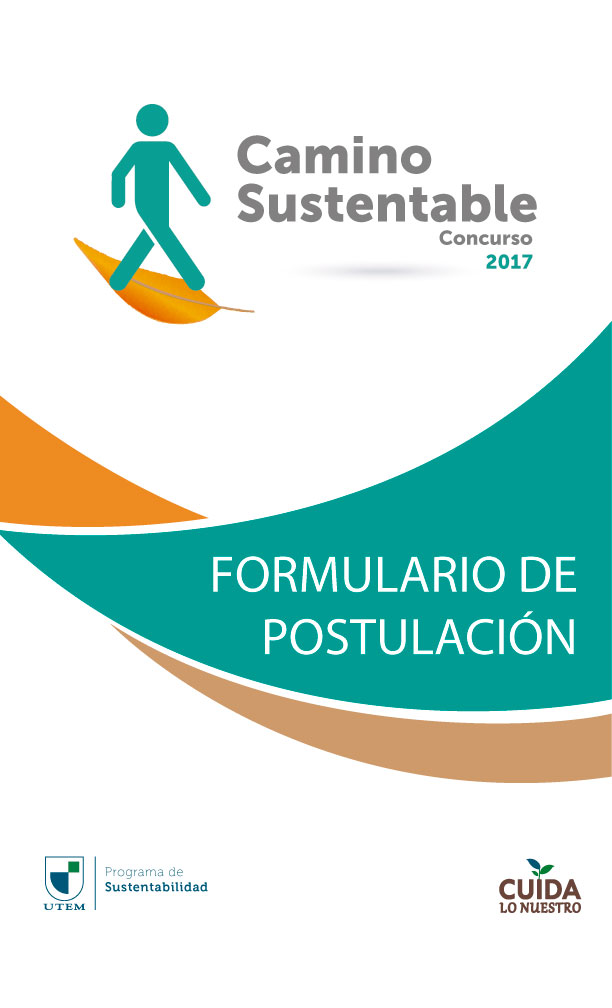 Camino
Sustentable
Concurso
2017
FORMULARIO DE
POSTULACIÓN
UTEM
Programa de
Sustentabilidad
CUIDA
LO NUESTRO